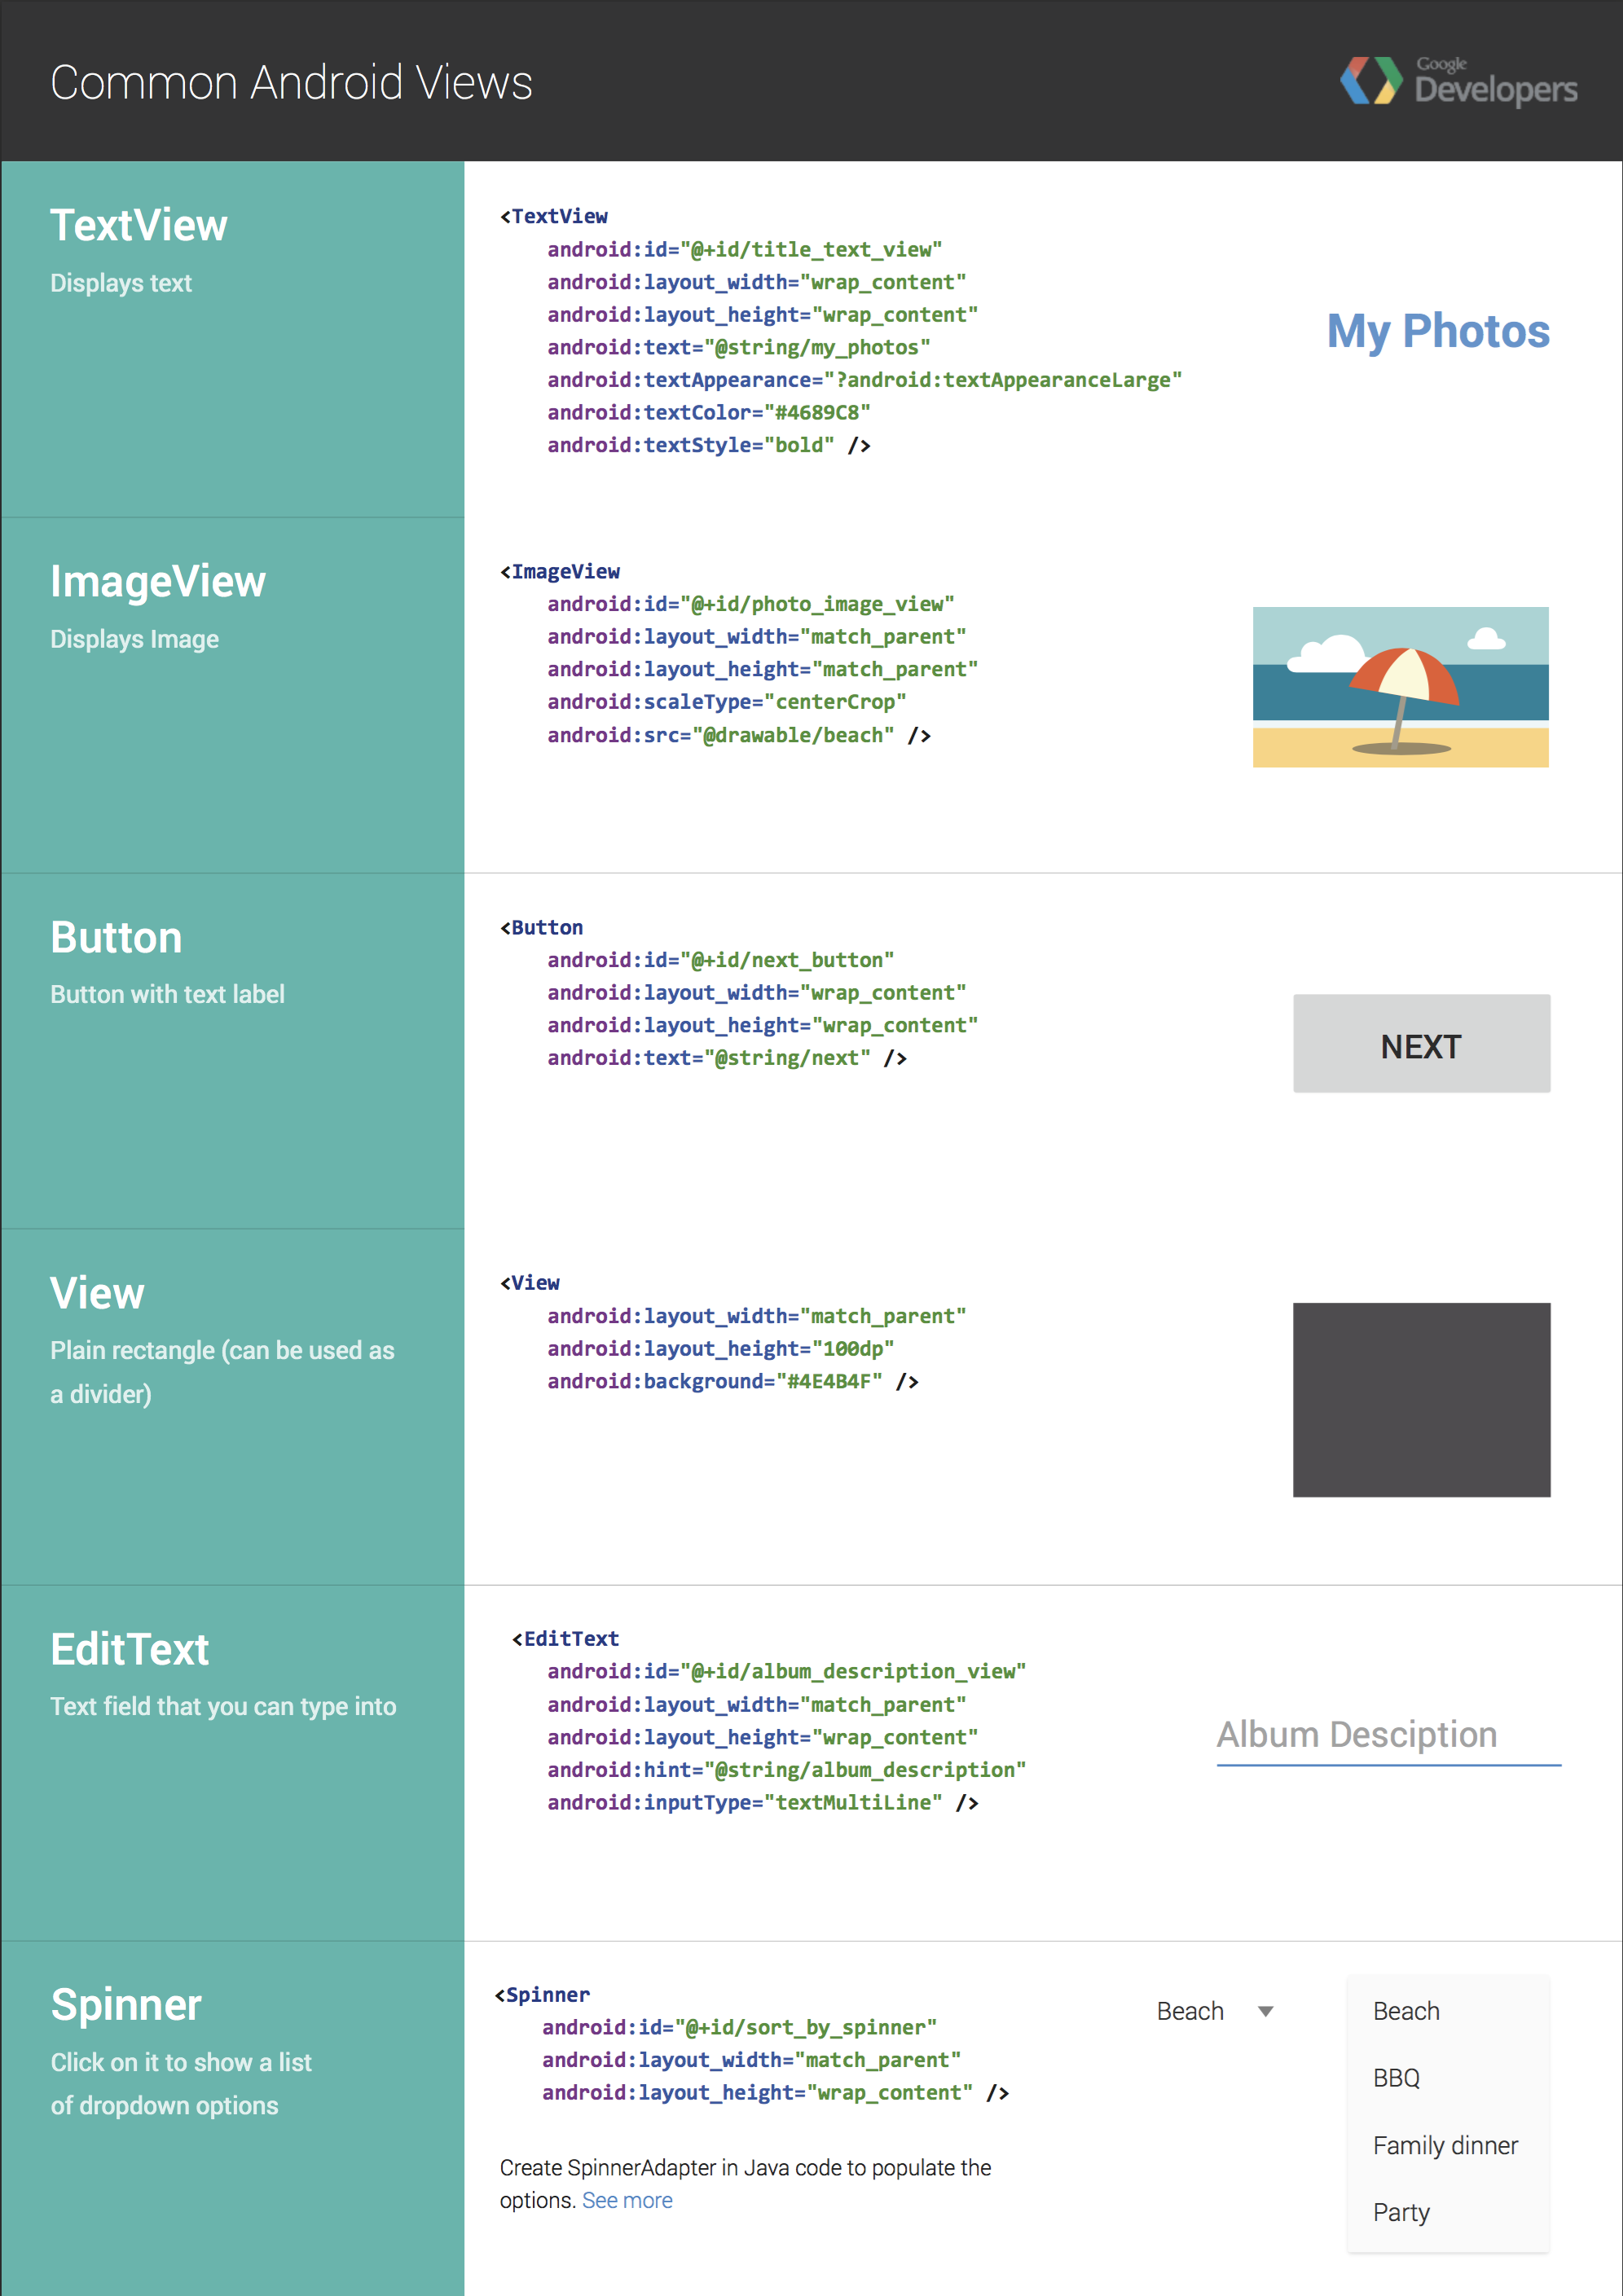 Common Android Views
Google
Developers
TextView
Displays text
<TextView
android:id="@+id/title_text_view"
android:layout_width="wrap_content"
android:layout_height="wrap_content"
android:text="@string/my_photos"
android:textAppearance="?android:textAppearanceLarge"
android:textColor="#4689C8"
android:textStyle="bold" />
My Photos
ImageView
Displays Image
<ImageView
android:id="@+id/photo_image_view"
android:layout_width="match_parent"
android:layout_height="match_parent"
android:scaleType="centerCrop"
android:src="@drawable/beach" />
Button
Button with text label
<Button
android:id="@+id/next_button"
android:layout_width="wrap_content"
android:layout_height="wrap_content"
android:text="@string/next" />
NEXT
View
Plain rectangle (can be used as
a divider)
<View
android:layout_width="match_parent"
android:layout_height="100dp"
android:background="#4E4B4F" />
EditText
Text field that you can type into
<EditText
android:id="@+id/album_description_view"
android:layout_width="match_parent"
android:layout_height="wrap_content"
android:hint="@string/album_description"
android:inputType="textMultiLine" />
Album Desciption
Spinner
Click on it to show a list
of dropdown options
<Spinner
android:id="@+id/sort_by_spinner"
android:layout_width="match_parent"
android:layout_height="wrap_content" />
Create SpinnerAdapter in Java code to populate the
options. See more
Beach
Beach
BBQ
Family dinner
Party